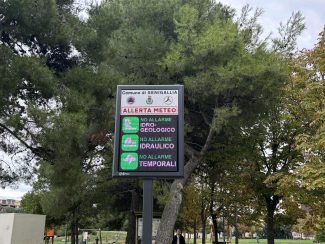 Comune di SENIGALLIA
ALLERTA METEO
NO ALLARME
IDRO-
GEOLOGICO
NO ALLARME
IDRAULICO
NO ALLARME
TEMPORALI